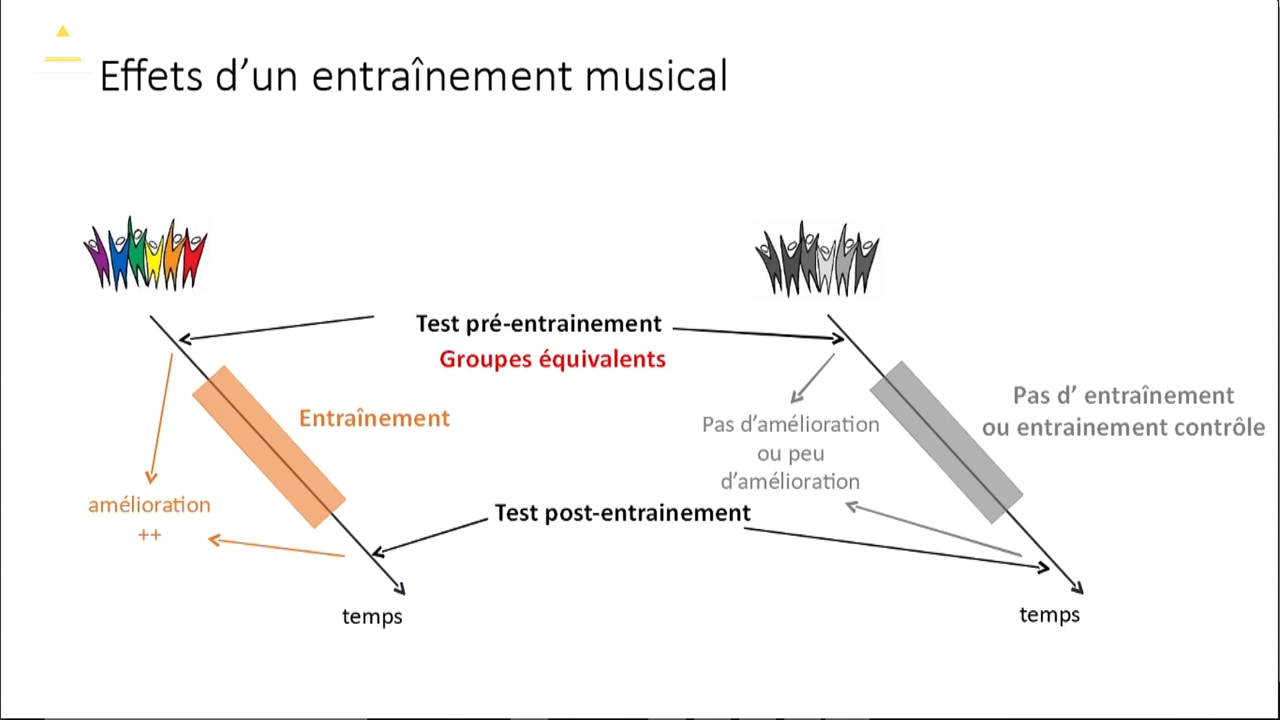 Effets d’un entraînement musical
Test pré-entrainement
Groupes équivalents
Entraînement
Pas d’ entraînement
ou entrainement contrôle
Pas d’amélioration
ou peu
d’amélioration
amélioration
++
Test post-entrainement
temps
temps